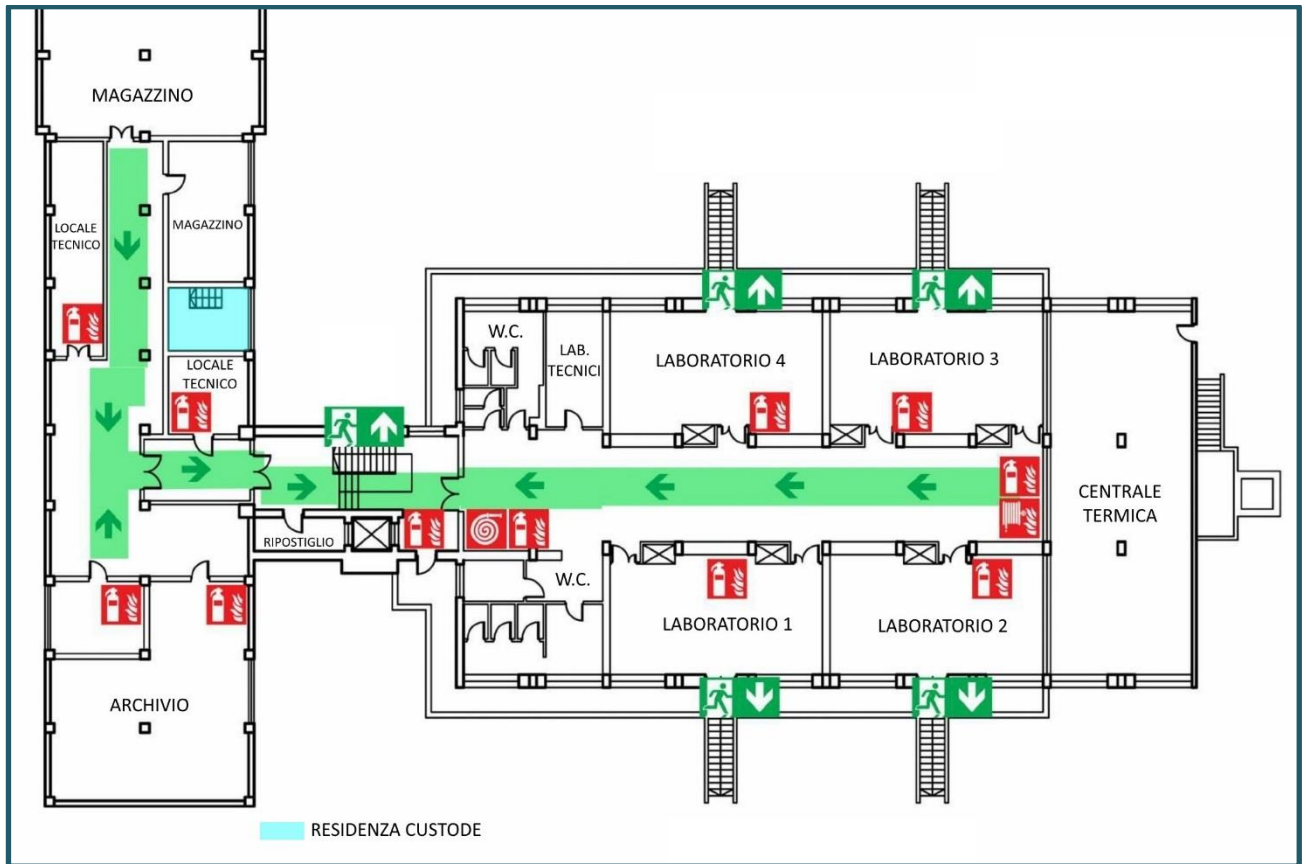 MAGAZZINO
LOCALE
TECNICO
MAGAZZINO
LOCALE
TECNICO
W.C.
LAB.
TECNICI
LABORATORIO 4
LABORATORIO 3
CENTRALE
TERMICA
RIPOSTIGLIO
W.C.
LABORATORIO 1
LABORATORIO 2
ARCHIVIO
RESIDENZA CUSTODE